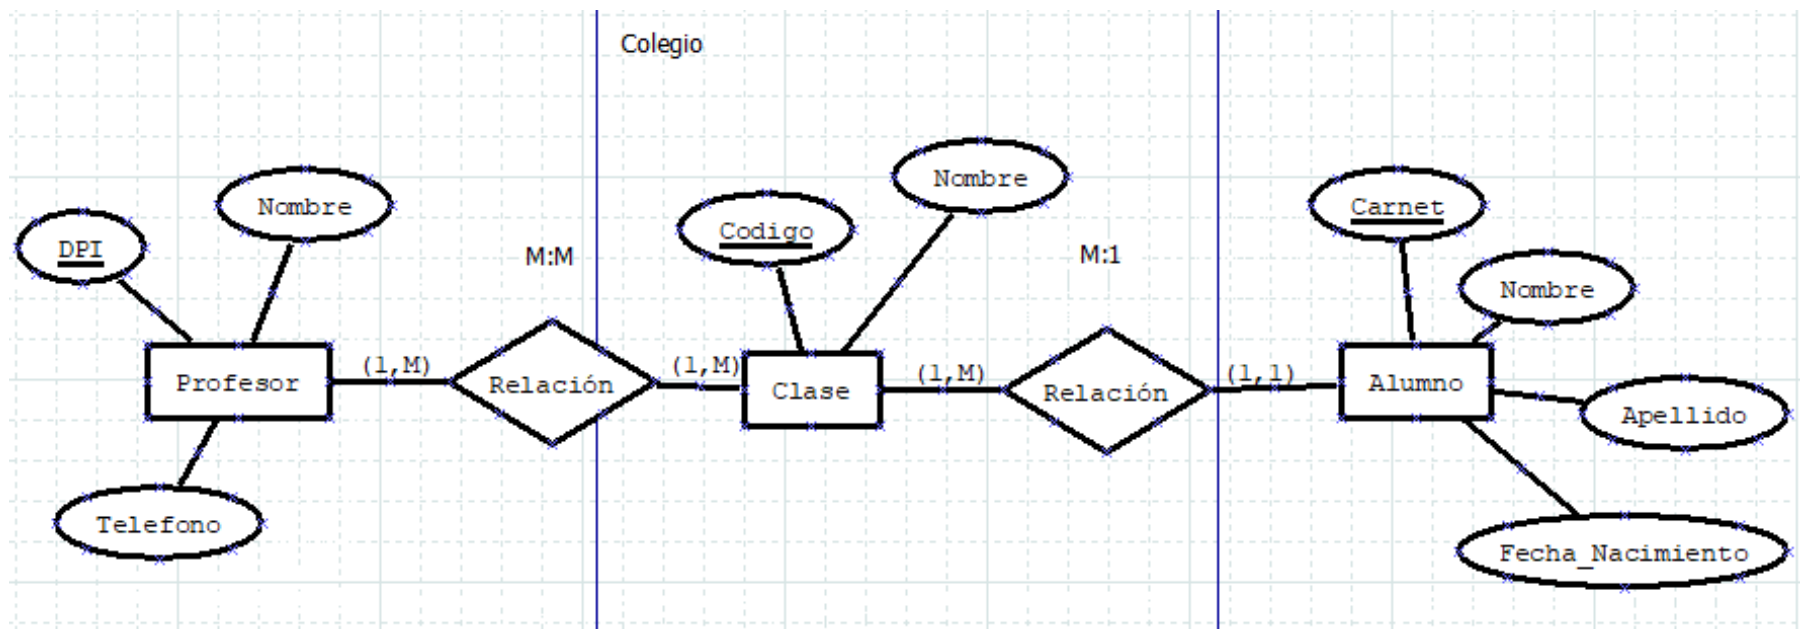 Colegio
Nombre
Nombre
Carnet
DPI
Codigo
M:M
M:1
Nombre
(1,M)
(1,M)
(1,M)
(1,1)
Profesor
Relación
Clase
Relación
Alumno
Apellido
Telefono
Fecha_Nacimiento